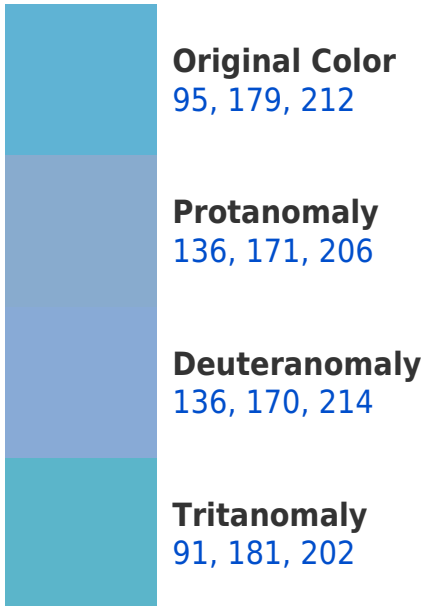 Original Color
95, 179, 212
Protanomaly
136, 171, 206
Deuteranomaly
136, 170, 214
Tritanomaly
91, 181, 202